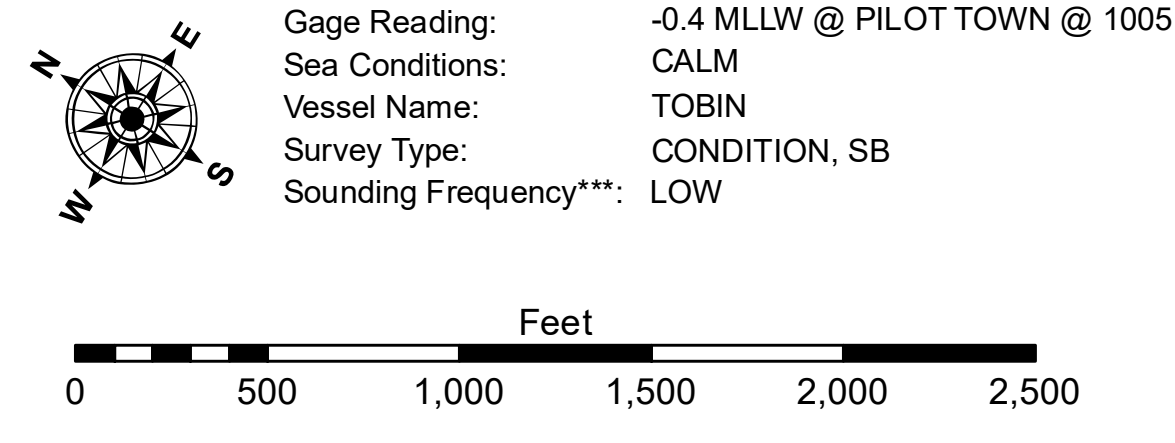 N
E
S
W
Gage Reading: -0.4 MLLW @ PILOT TOWN @ 1005
Sea Conditions: CALM
Vessel Name: TOBIN
Survey Type: CONDITION, SB
Sounding Frequency***: LOW
Feet
0 500 1,000 1,500 2,000 2,500